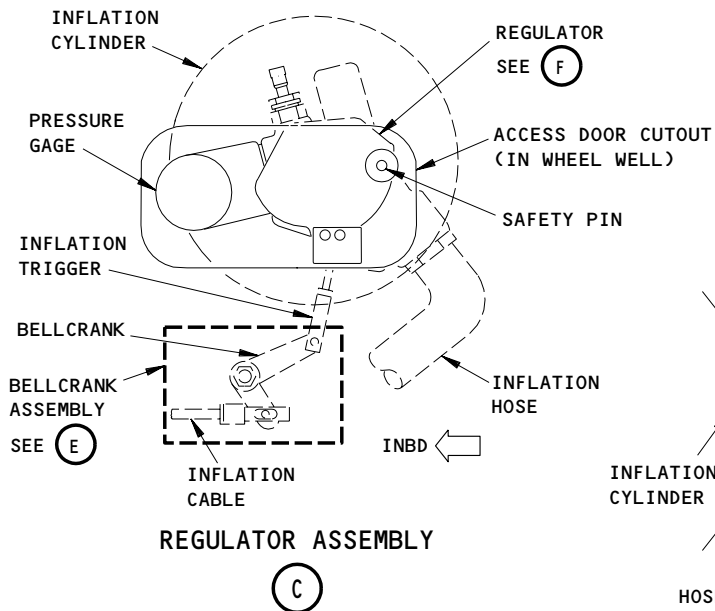 INFLATION
CYLINDER
REGULATOR
SEE F
PRESSURE
GAGE
ACCESS DOOR CUTOUT
(IN WHEEL WELL)
SAFETY PIN
INFLATION
TRIGGER
BELLCRANK
BELLCRANK
ASSEMBLY
SEE E
INFLATION
HOSE
INBD
INFLATION
CABLE
INFLATION
CYLINDER
REGULATOR ASSEMBLY
C
HOS